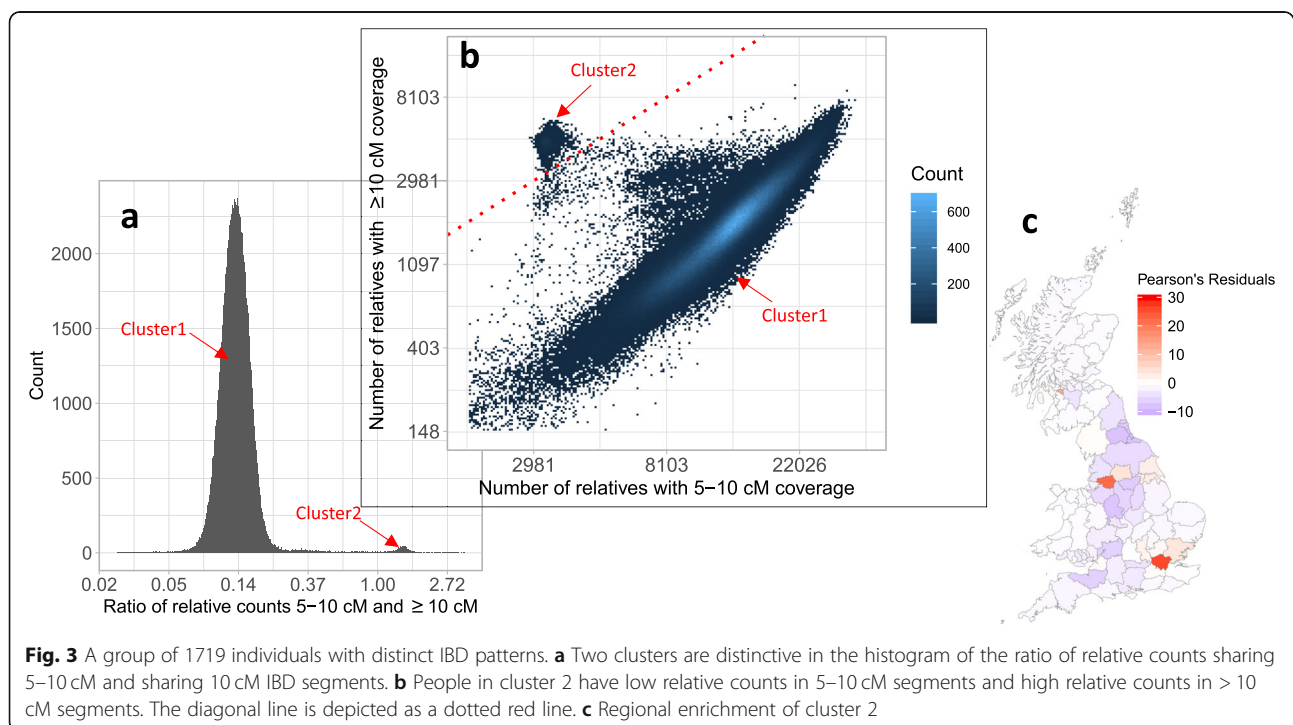 a
2000
1500
1000
500
0
Count
Cluster1
Cluster2
0.02 0.05 0.14 0.37 1.00 2.72
Ratio of relative counts 5−10 cM and ≥ 10 cM
b
Cluster2
8103
2981
1097
403
148
Number of relatives with ≥10 cM coverage
Cluster1
2981 8103 22026
Number of relatives with 5−10 cM coverage
Count
600
400
200
c
Pearson's Residuals
30
20
10
0
−10
Fig. 3 A group of 1719 individuals with distinct IBD patterns. a Two clusters are distinctive in the histogram of the ratio of relative counts sharing
5–10 cM and sharing 10 cM IBD segments. b People in cluster 2 have low relative counts in 5–10 cM segments and high relative counts in > 10
cM segments. The diagonal line is depicted as a dotted red line. c Regional enrichment of cluster 2